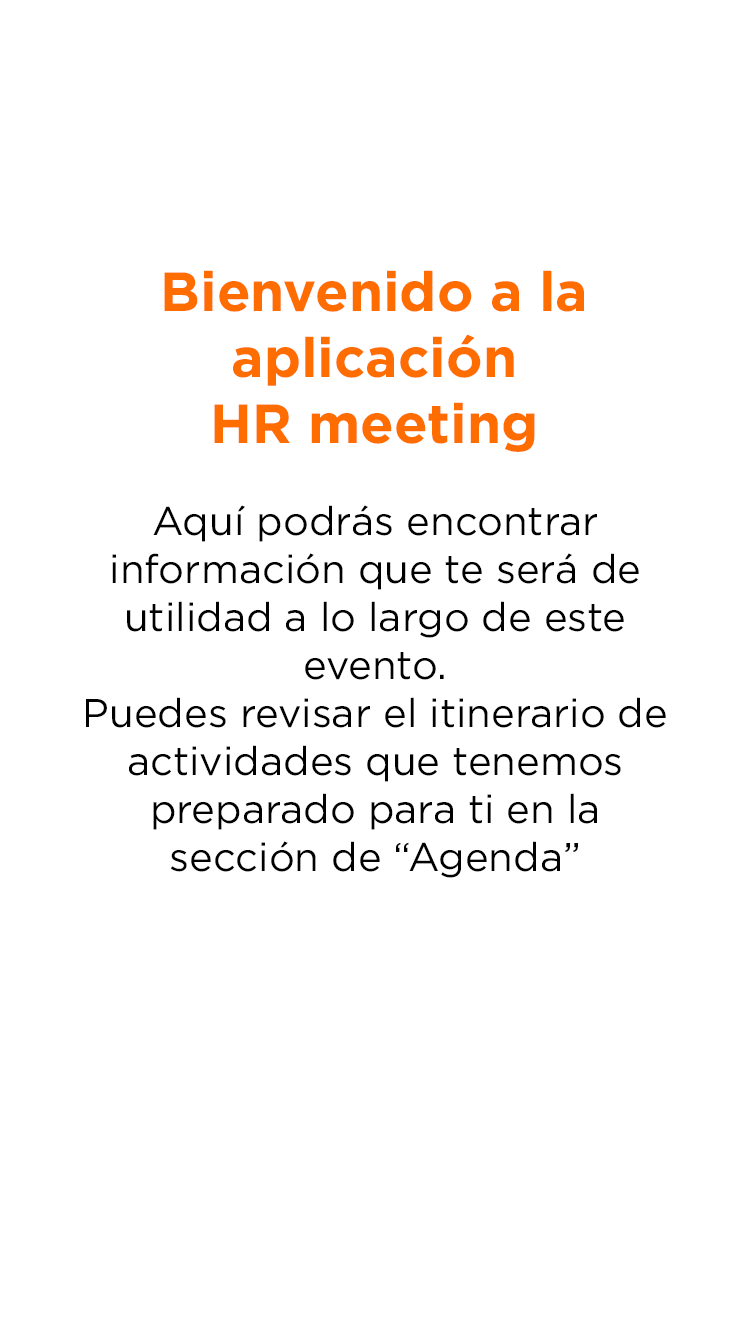 Bienvenido a la
aplicación
HR meeting
Aquí podrás encontrar
información que te será de
utilidad a lo largo de este
evento.
Puedes revisar el itinerario de
actividades que tenemos
preparado para ti en la
sección de “Agenda”